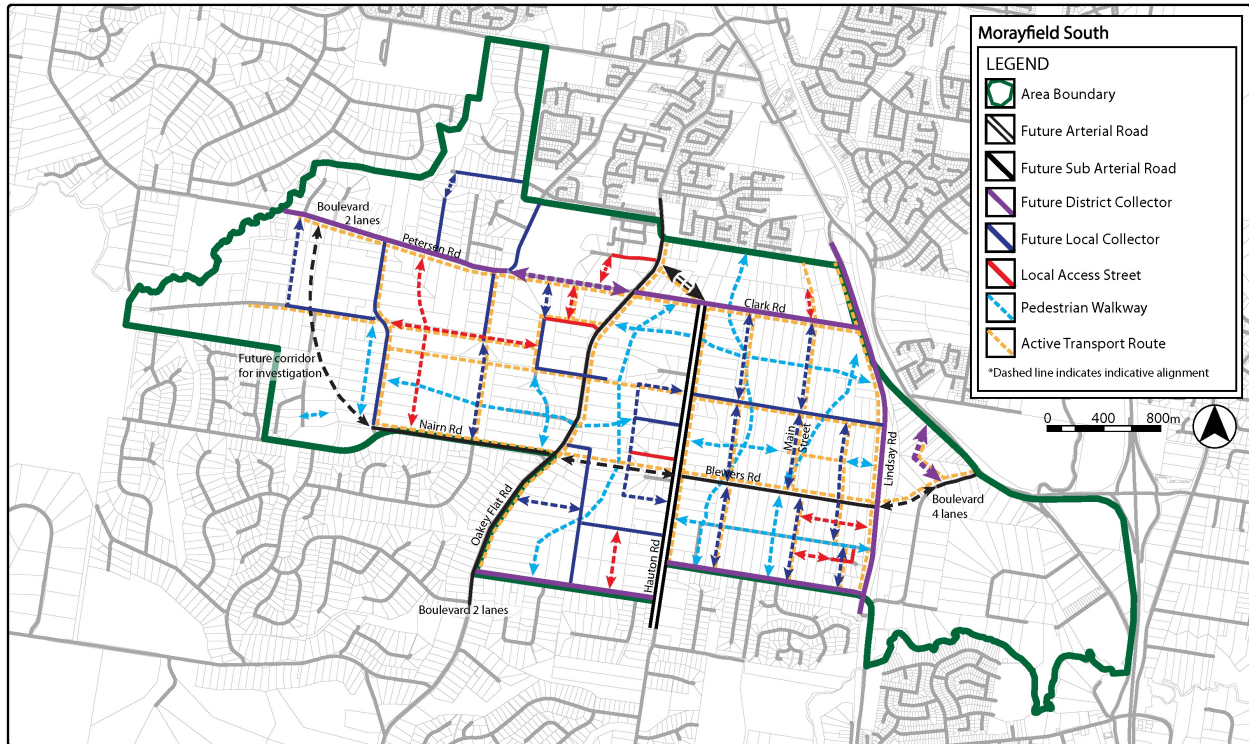 Morayfield South
LEGEND
Area Boundary
Future Arterial Road
Future Sub Arterial Road
Future District Collector
Future Local Collector
Local Access Street
Pedestrian Walkway
Active Transport Route
*Dashed line indicates indicative alignment
0 400 800m
Boulevard
2 lanes
Petersen Rd
Clark Rd
Future corridor
for investigation
Nairn Rd
Main
Street
Lindsay Rd
Blewers Rd
Boulevard
4 lanes
Oakey Flat Rd
Hauton Rd
Boulevard 2 lanes